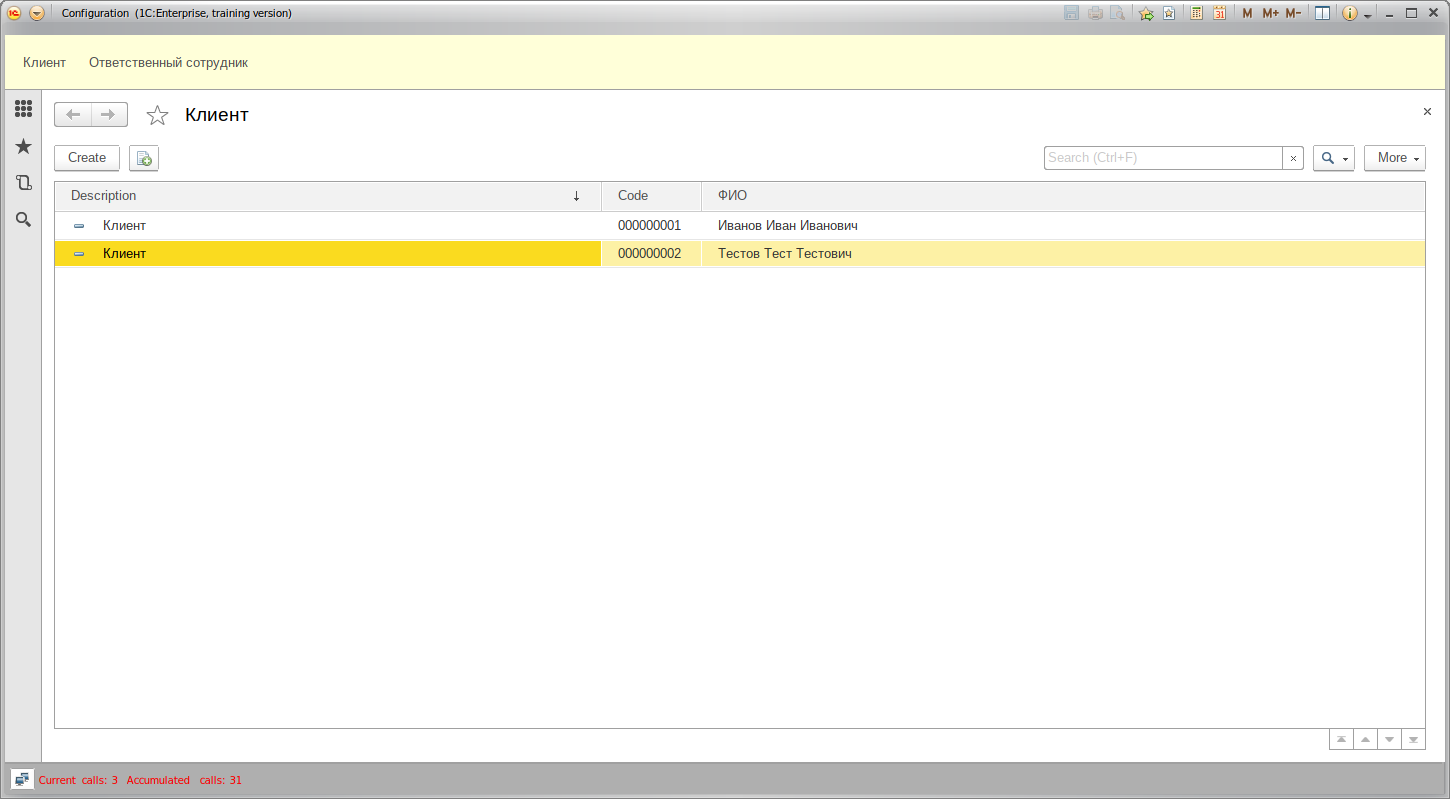 Configuration (1C:Enterprise, training version)
M M+ M-
Клиент Ответственный сотрудник
Клиент
Create Search (Ctrl+F) More
Description Code ФИО
Клиент 000000001 Иванов Иван Иванович
Клиент 000000002 Тестов Тест Тестович
Current calls: 3 Accumulated calls: 31